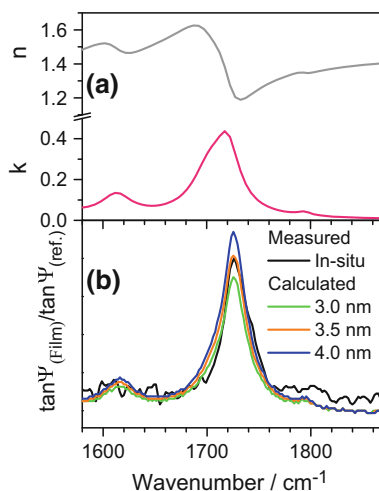 1.6
1.4
1.2
n
(a)
0.4
0.2
0.0
k
(b)
Measured
In-situ
Calculated
3.0 nm
3.5 nm
4.0 nm
tanΨ(Film)/tanΨ(ref.)
1600 1700 1800
Wavenumber / cm⁻¹